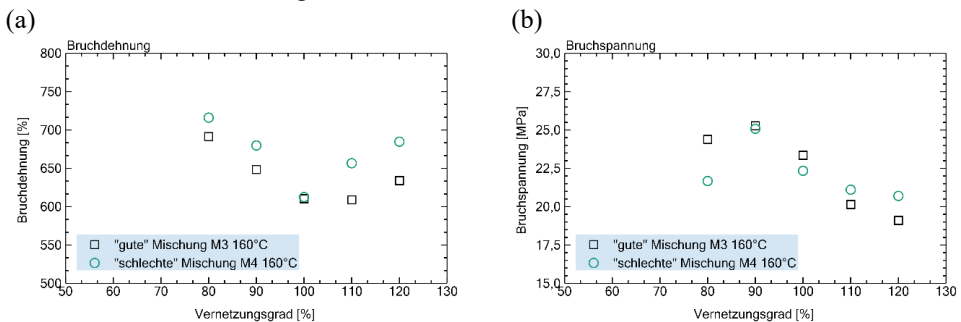 (a)
(b)
Bruchdehnung
800
750
700
650
600
550
500
Bruchdehnung [%]
"gute" Mischung M3 160°C
"schlechte" Mischung M4 160°C
50 60 70 80 90 100 110 120 130
Vernetzungsgrad [%]
Bruchspannung
30,0
27,5
25,0
22,5
20,0
17,5
15,0
Bruchspannung [MPa]
"gute" Mischung M3 160°C
"schlechte" Mischung M4 160°C
50 60 70 80 90 100 110 120 130
Vernetzungsgrad [%]